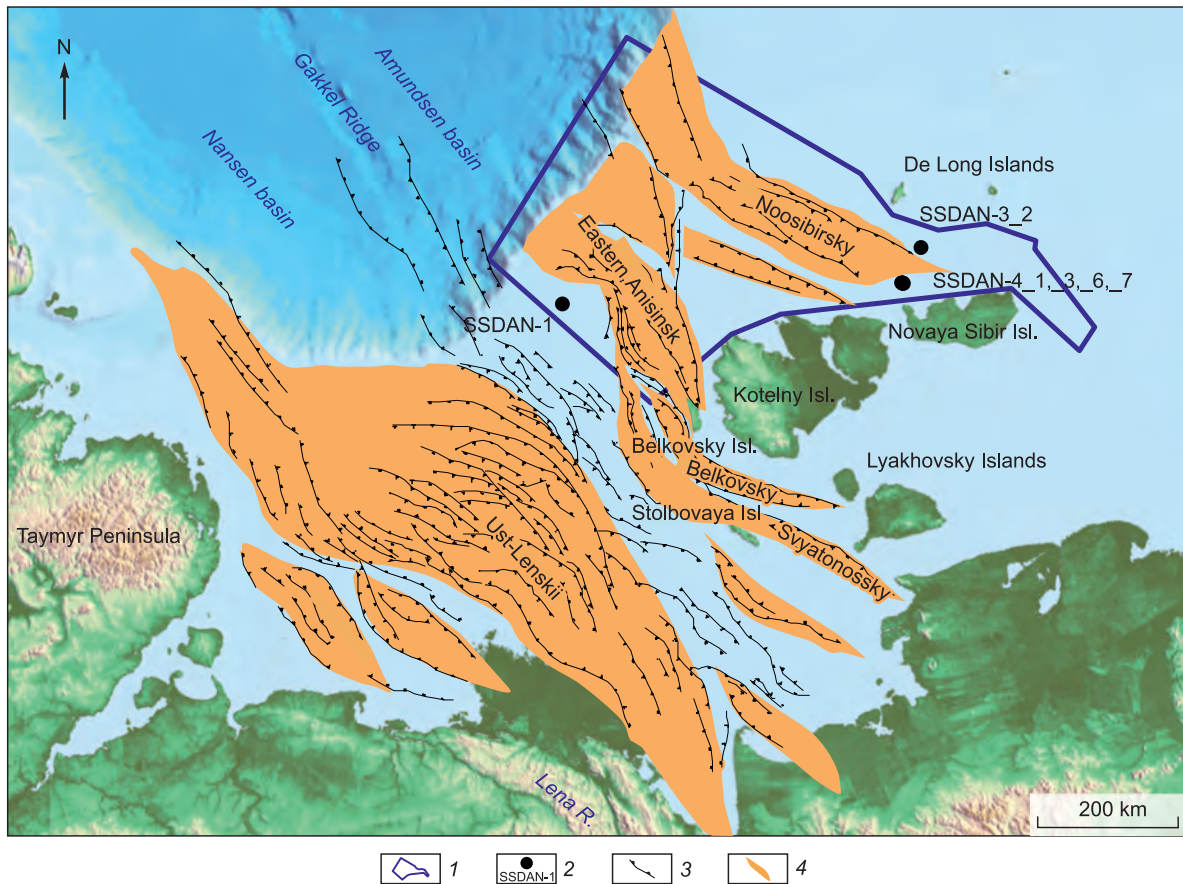 N
Nansen basin
Gakkel Ridge
Amundsen basin
De Long Islands
SSDAN-3_2
Noosibirsky
Eastern, Anisinsk
SSDAN-4_1,_3,_6,_7
SSDAN-1
Novaya Sibir Isl.
Kotelny Isl.
Belkovsky Isl.
Belkovsky
Lyakhovsky Islands
Stolbovaya Isl
Svyatonossky
Taymyr Peninsula
Ust-Lenskii
Lena R.
200 km
1
SSDAN-1
2
3
4